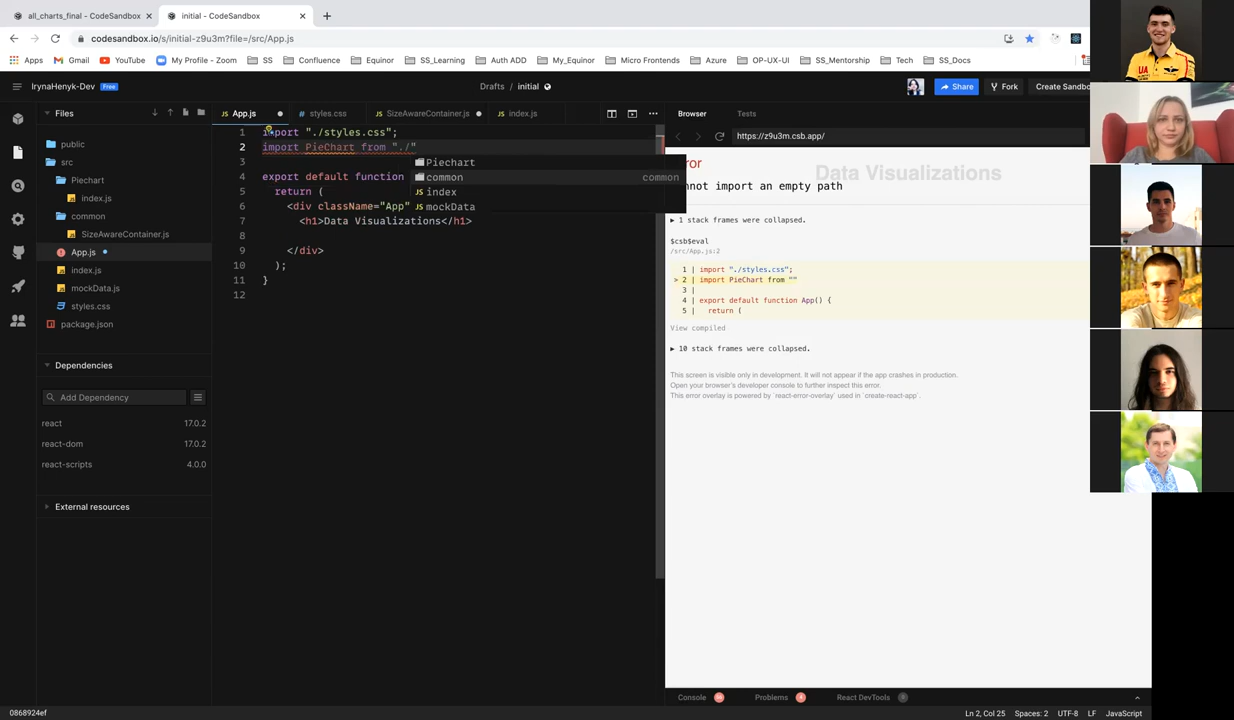 all_charts_final - CodeSandbox
initial - CodeSandbox
codesandbox.io/s/initial-z9u3m?file=/src/App.js
Apps
Gmail
YouTube
My Profile - Zoom
SS
Confluence
Equinor
SS_Learning
Auth ADD
My_Equinor
Micro Frontends
Azure
OP-UX-UI
SS_Mentorship
Tech
SS_Docs
IrynaHenyk-Dev
Free
Drafts / initial
Share
Fork
Create Sandbo
Files
App.js
styles.css
SizeAwareContainer.js
index.js
Browser
Tests
https://z9u3m.csb.app/
public
src
Piechart
index.js
common
SizeAwareContainer.js
App.js
index.js
mockData.js
styles.css
package.json
Dependencies
Add Dependency
react 17.0.2
react-dom 17.0.2
react-scripts 4.0.0
External resources
1 import "./styles.css";
2 import PieChart from "./"
3
4 export default function
5 return (
6 <div className="App"
7 <h1>Data Visualizations</h1>
8
9 </div>
10 );
11 }
12
Piechart
common common
index
mockData
ror
Data Visualizations
nnot import an empty path
▶ 1 stack frames were collapsed.
$csb$eval
/src/App.js:2
1 | import "./styles.css";
> 2 | import PieChart from ""
3 |
4 | export default function App() {
5 | return (
View compiled
▶ 10 stack frames were collapsed.
This screen is visible only in development. It will not appear if the app crashes in production.
Open your browser's developer console to further inspect this error.
This error overlay is powered by `react-error-overlay` used in `create-react-app`.
UA
Console
Problems
React DevTools
0
0868924ef
Ln 2, Col 25
Spaces: 2
UTF-8
LF
JavaScript